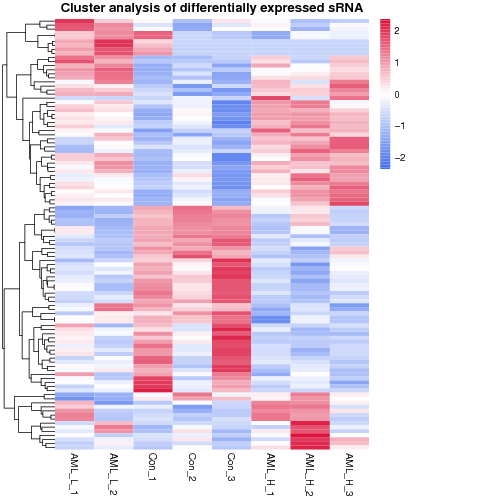 Cluster analysis of differentially expressed sRNA
2
1
0
−1
−2
AML_L_1
AML_L_2
Con_1
Con_2
Con_3
AML_H_1
AML_H_2
AML_H_3